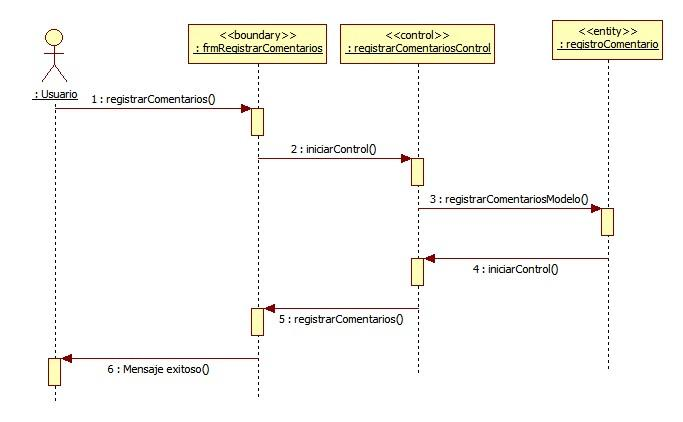 <<boundary>>
: frmRegistrarComentarios
<<control>>
: registrarComentariosControl
<<entity>>
: registroComentario
: Usuario
1 : registrarComentarios()
2 : iniciarControl()
3 : registrarComentariosModelo()
4 : iniciarControl()
5 : registrarComentarios()
6 : Mensaje exitoso()